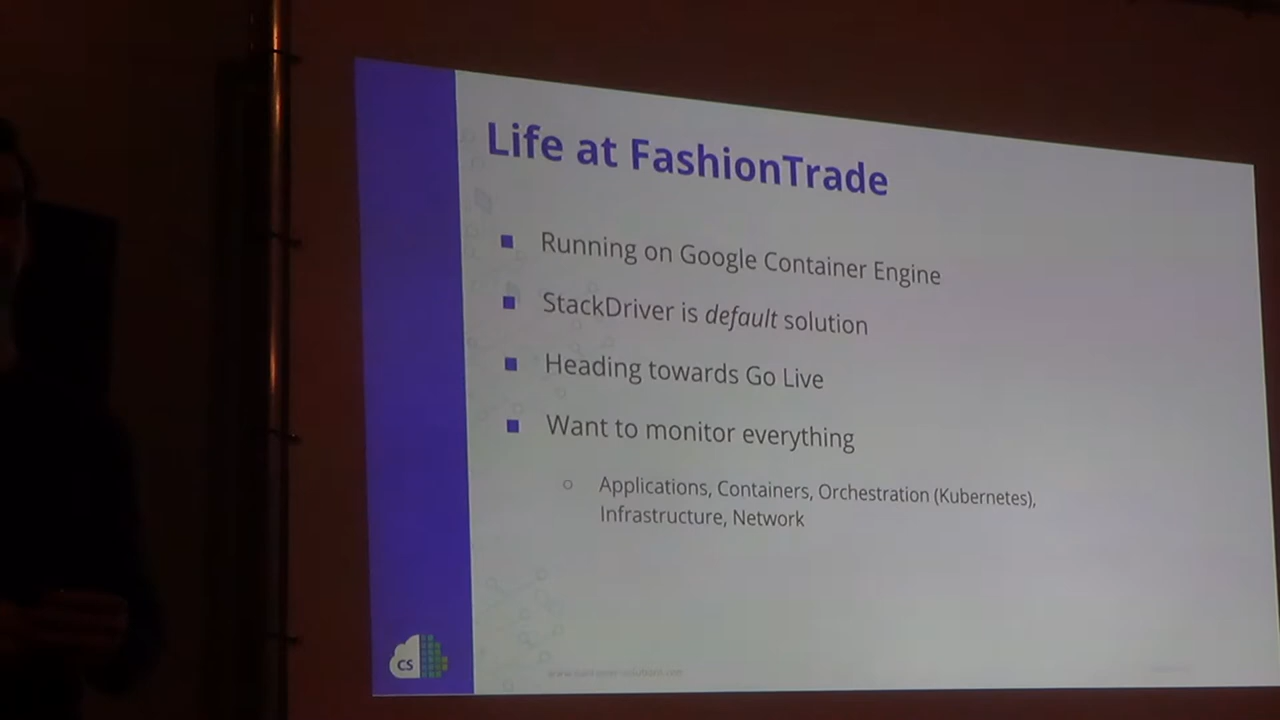 Life at FashionTrade
Running on Google Container Engine
StackDriver is default solution
Heading towards Go Live
Want to monitor everything
Applications, Containers, Orchestration (Kubernetes),
Infrastructure, Network
CS